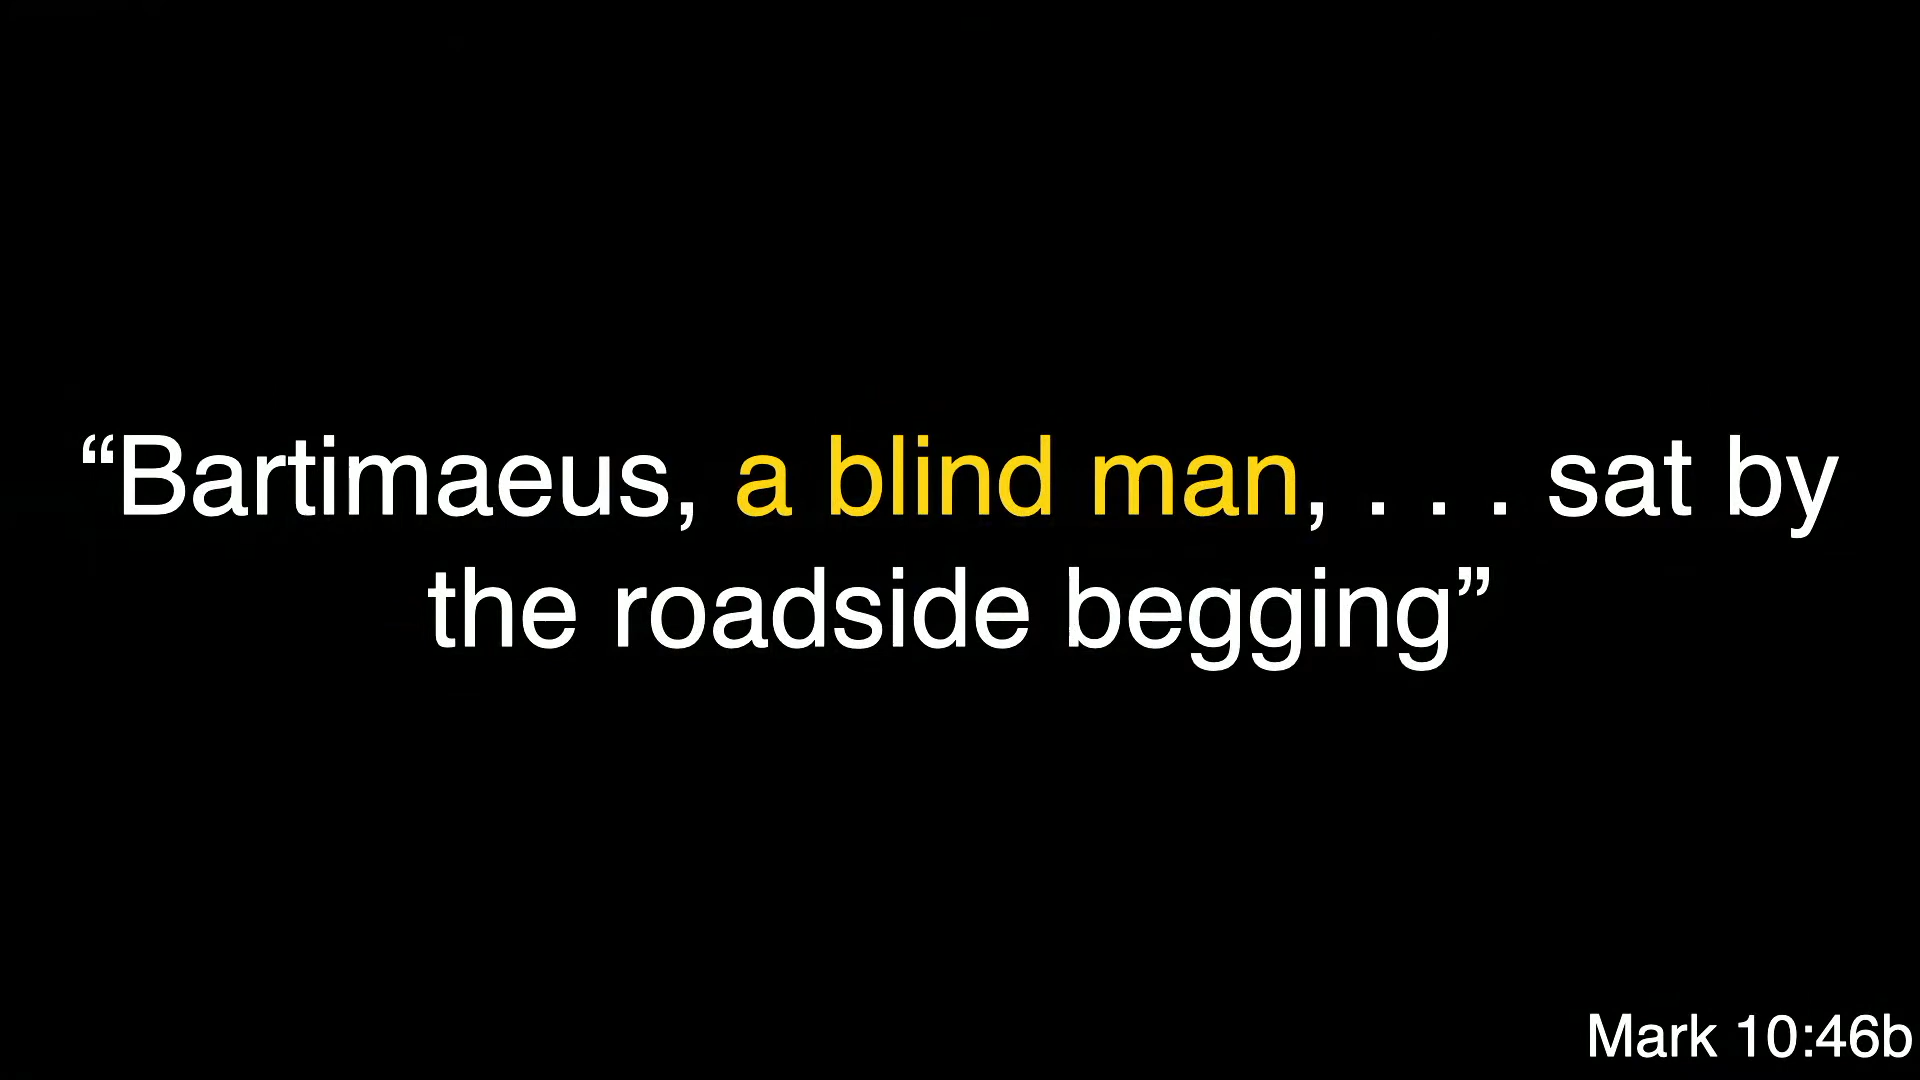 “Bartimaeus, a blind man, . . . sat by
the roadside begging”
Mark 10:46b